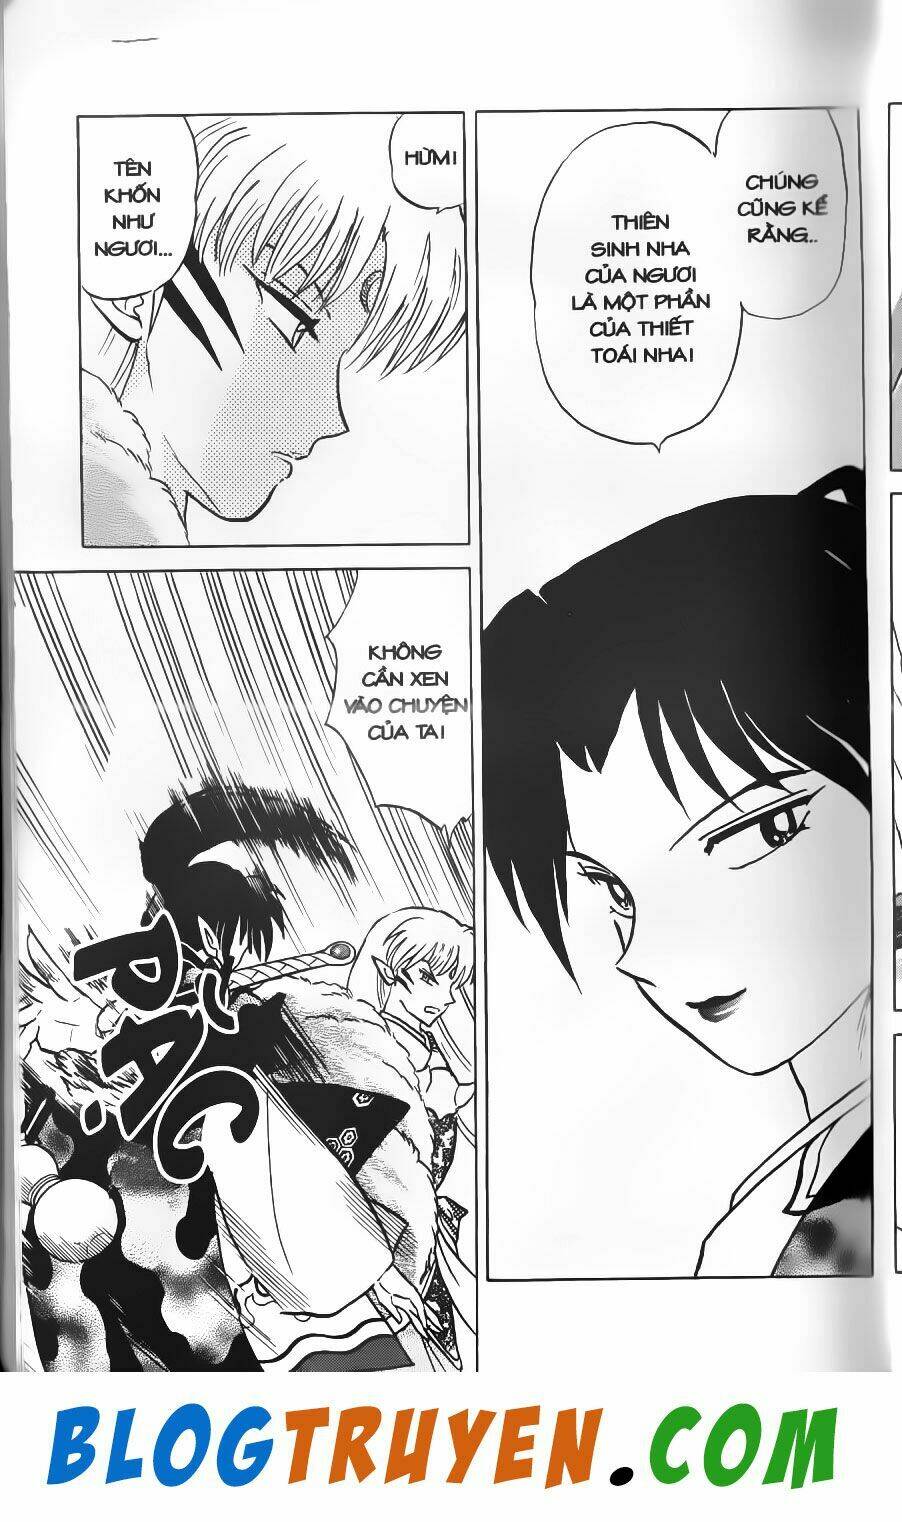 CHÚNG
CŨNG KỂ
RẰNG...
THIÊN
SINH NHA
CỦA NGƯƠI
LÀ MỘT PHẦN
CỦA THIẾT
TOÁI NHA!
HỪM!
TÊN
KHỐN
NHƯ
NGƯƠI...
KHÔNG
CẦN XEN
VÀO CHUYỆN
CỦA TA!
PẶC
BLOGTRUYEN.COM